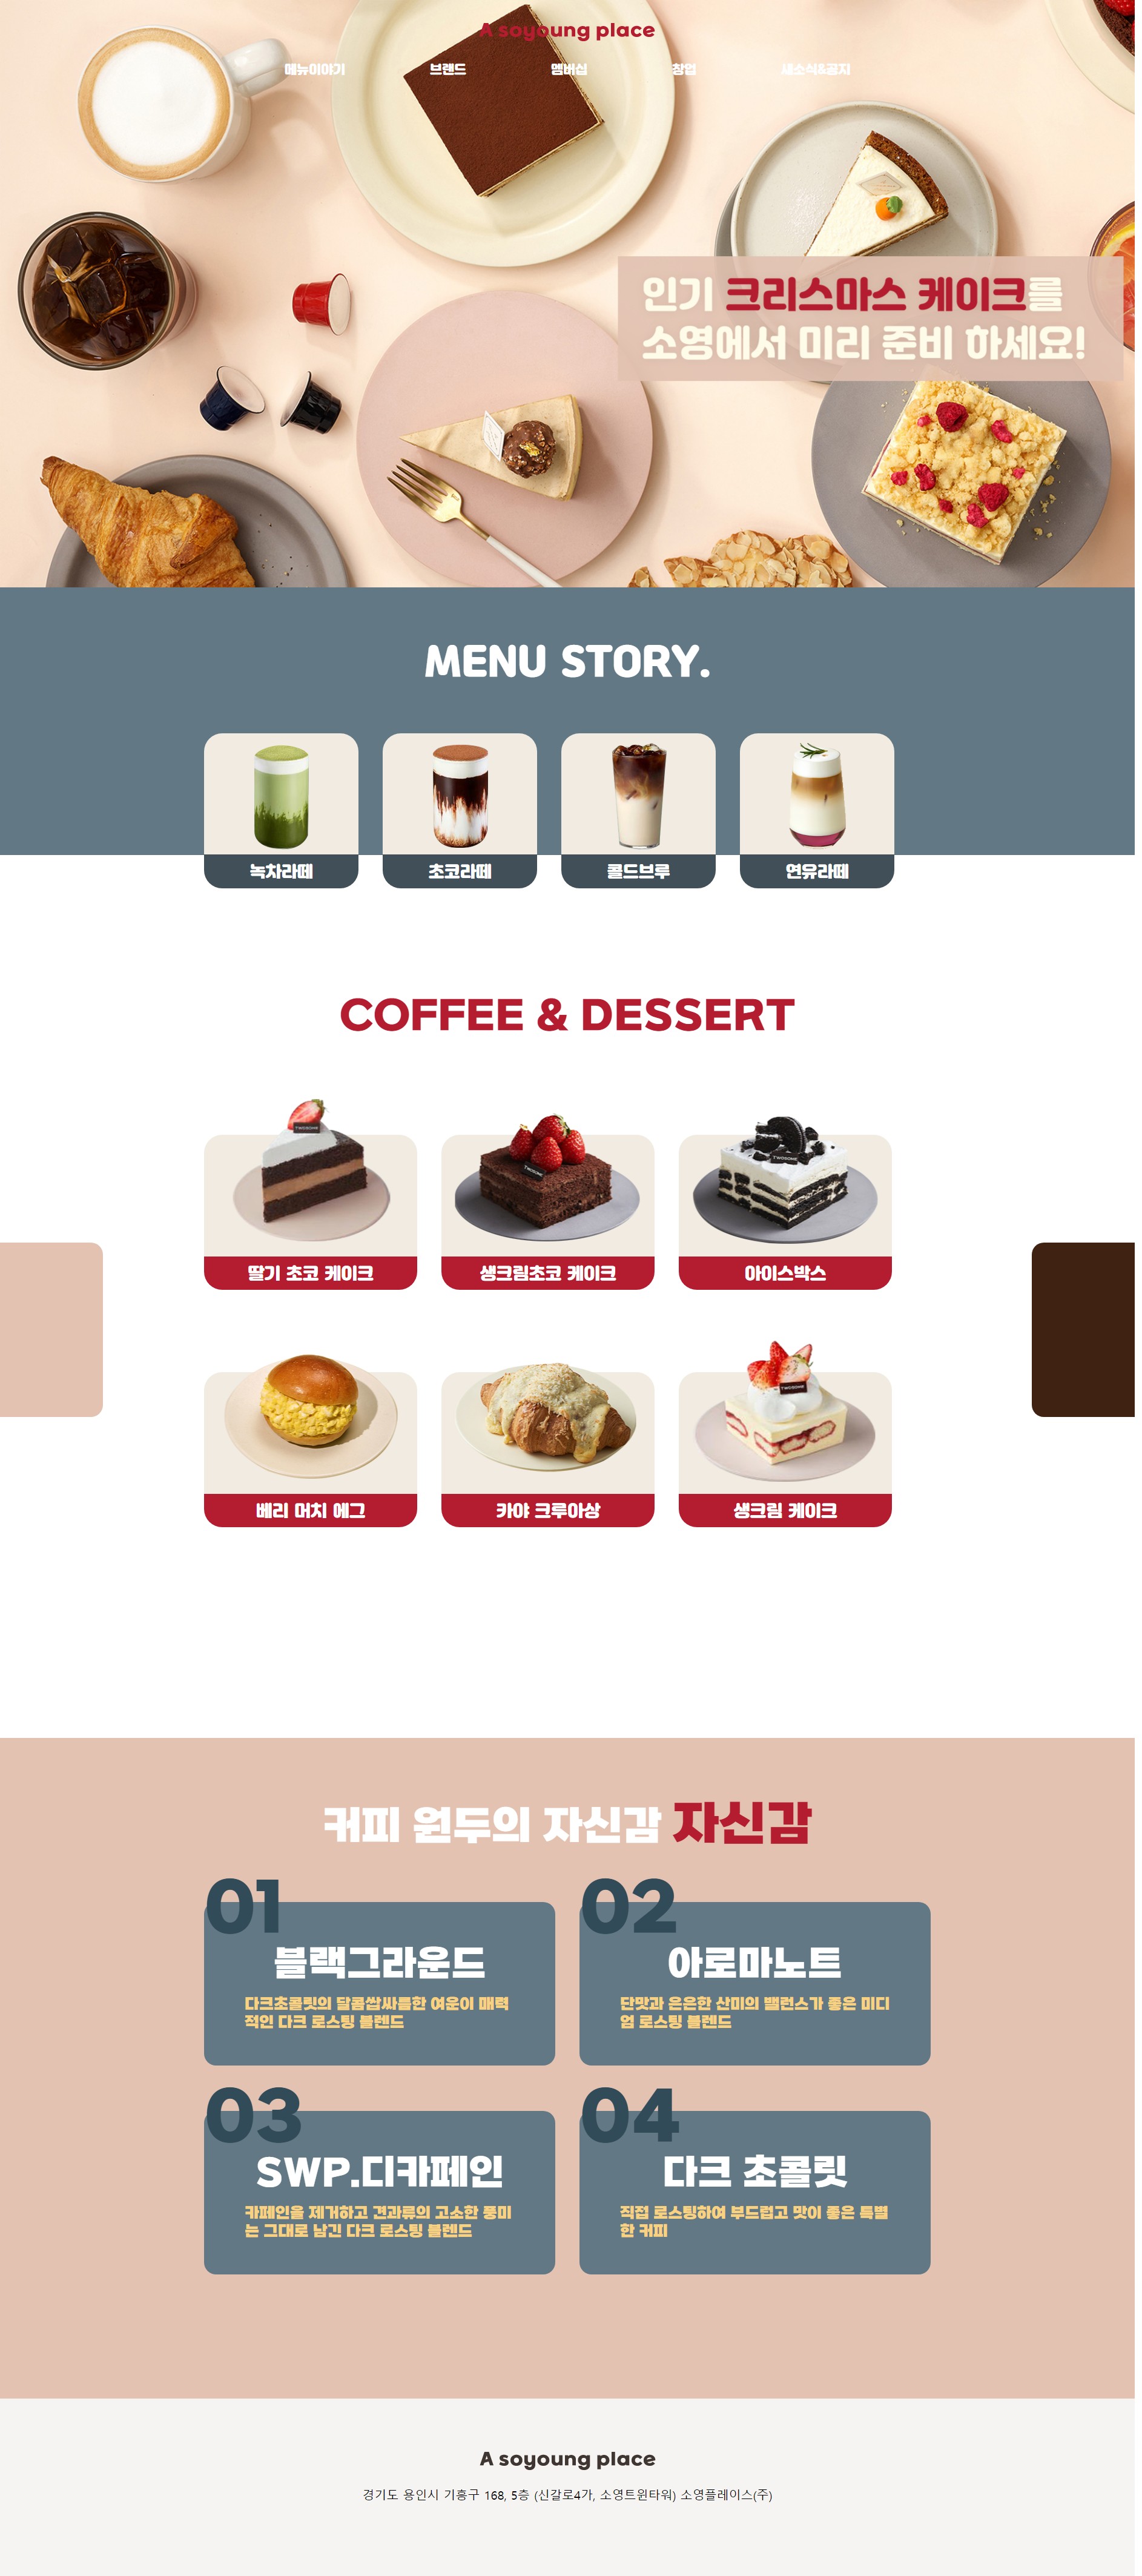 A soyoung place
메뉴이야기 브랜드 멤버십 창업 새소식&공지
인기 크리스마스 케이크를
소영에서 미리 준비 하세요!
MENU STORY.
녹차라떼 초코라떼 콜드브루 연유라떼
COFFEE & DESSERT
TWOSOME TWOSOME TWOSOME
딸기 초코 케이크 생크림초코 케이크 아이스박스
TWOSOME
베리 머치 에그 카야 크루아상 생크림 케이크
커피 원두의 자신감 자신감
01 02
블랙그라운드 아로마노트
다크초콜릿의 달콤쌉싸름한 여운이 매력
적인 다크 로스팅 블렌드
단맛과 은은한 산미의 밸런스가 좋은 미디
엄 로스팅 블렌드
03 04
SWP.디카페인 다크 초콜릿
카페인을 제거하고 견과류의 고소한 풍미
는 그대로 남긴 다크 로스팅 블렌드
직접 로스팅하여 부드럽고 맛이 좋은 특별
한 커피
A soyoung place
경기도 용인시 기흥구 168, 5층 (신갈로4가, 소영트윈타워) 소영플레이스(주)